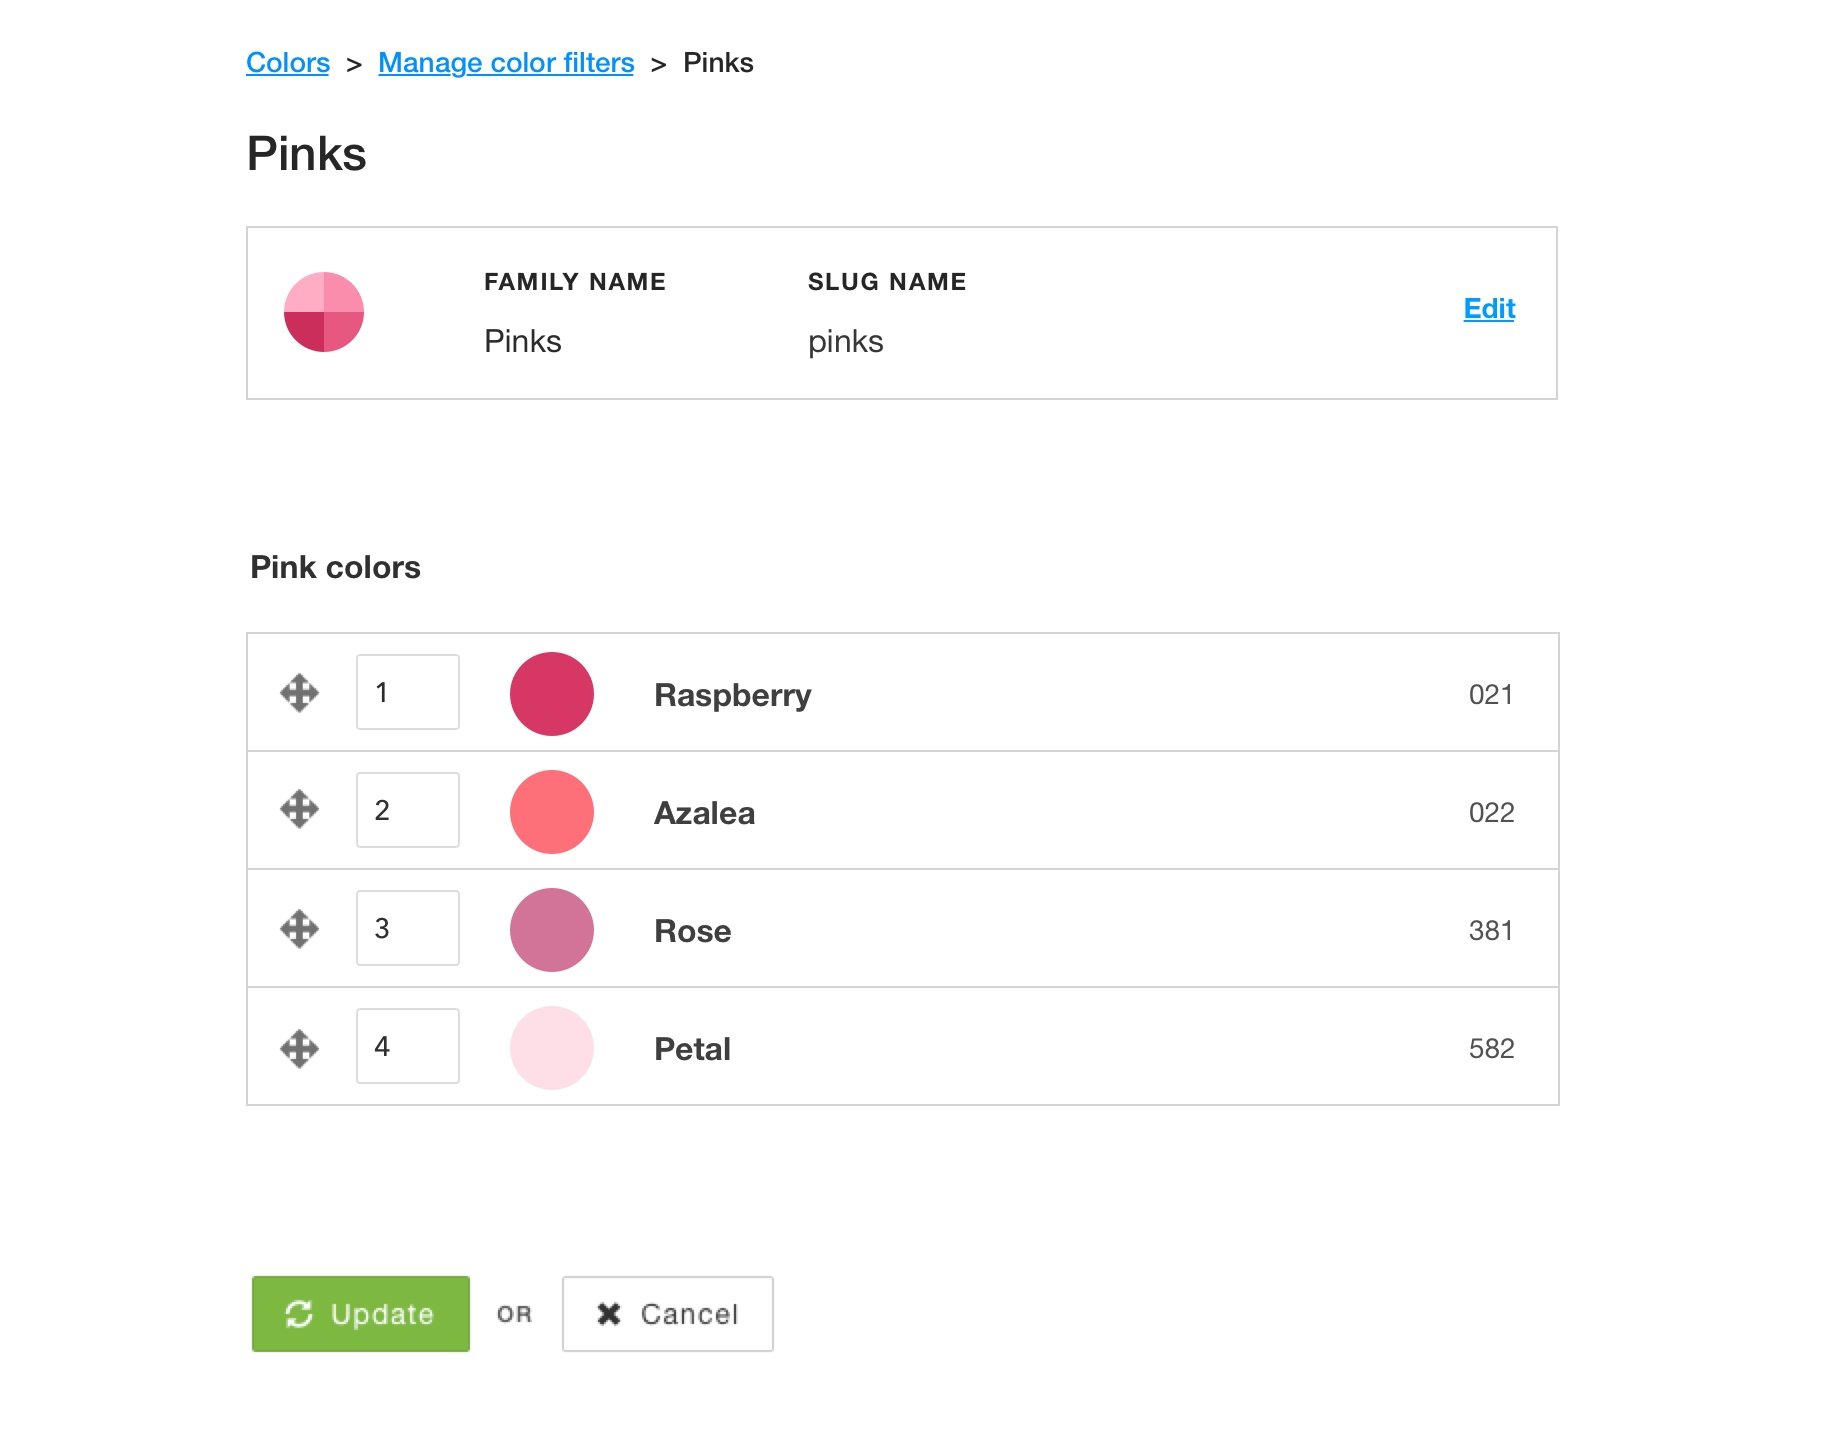 Colors > Manage color filters > Pinks
Pinks
FAMILY NAME SLUG NAME
Edit
Pinks pinks
Pink colors
1 Raspberry 021
2 Azalea 022
3 Rose 381
4 Petal 582
Update OR Cancel